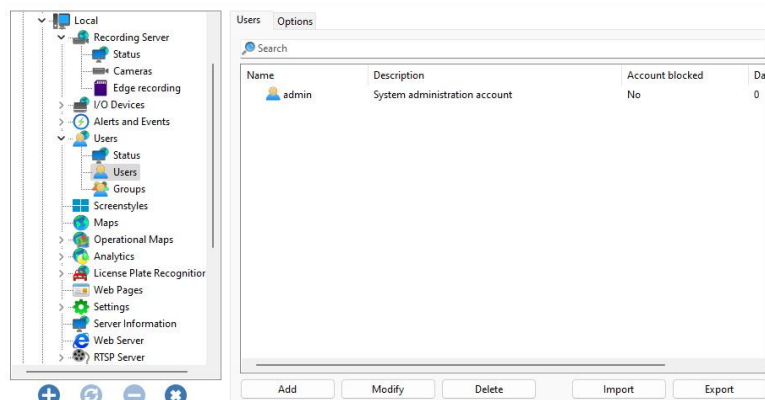 Local
Recording Server
Status
Cameras
Edge recording
I/O Devices
Alerts and Events
Users
Status
Users
Groups
Screenstyles
Maps
Operational Maps
Analytics
License Plate Recognition
Web Pages
Settings
Server Information
Web Server
RTSP Server
Users Options
Search
Name Description Account blocked Da
admin System administration account No 0
Add Modify Delete Import Export